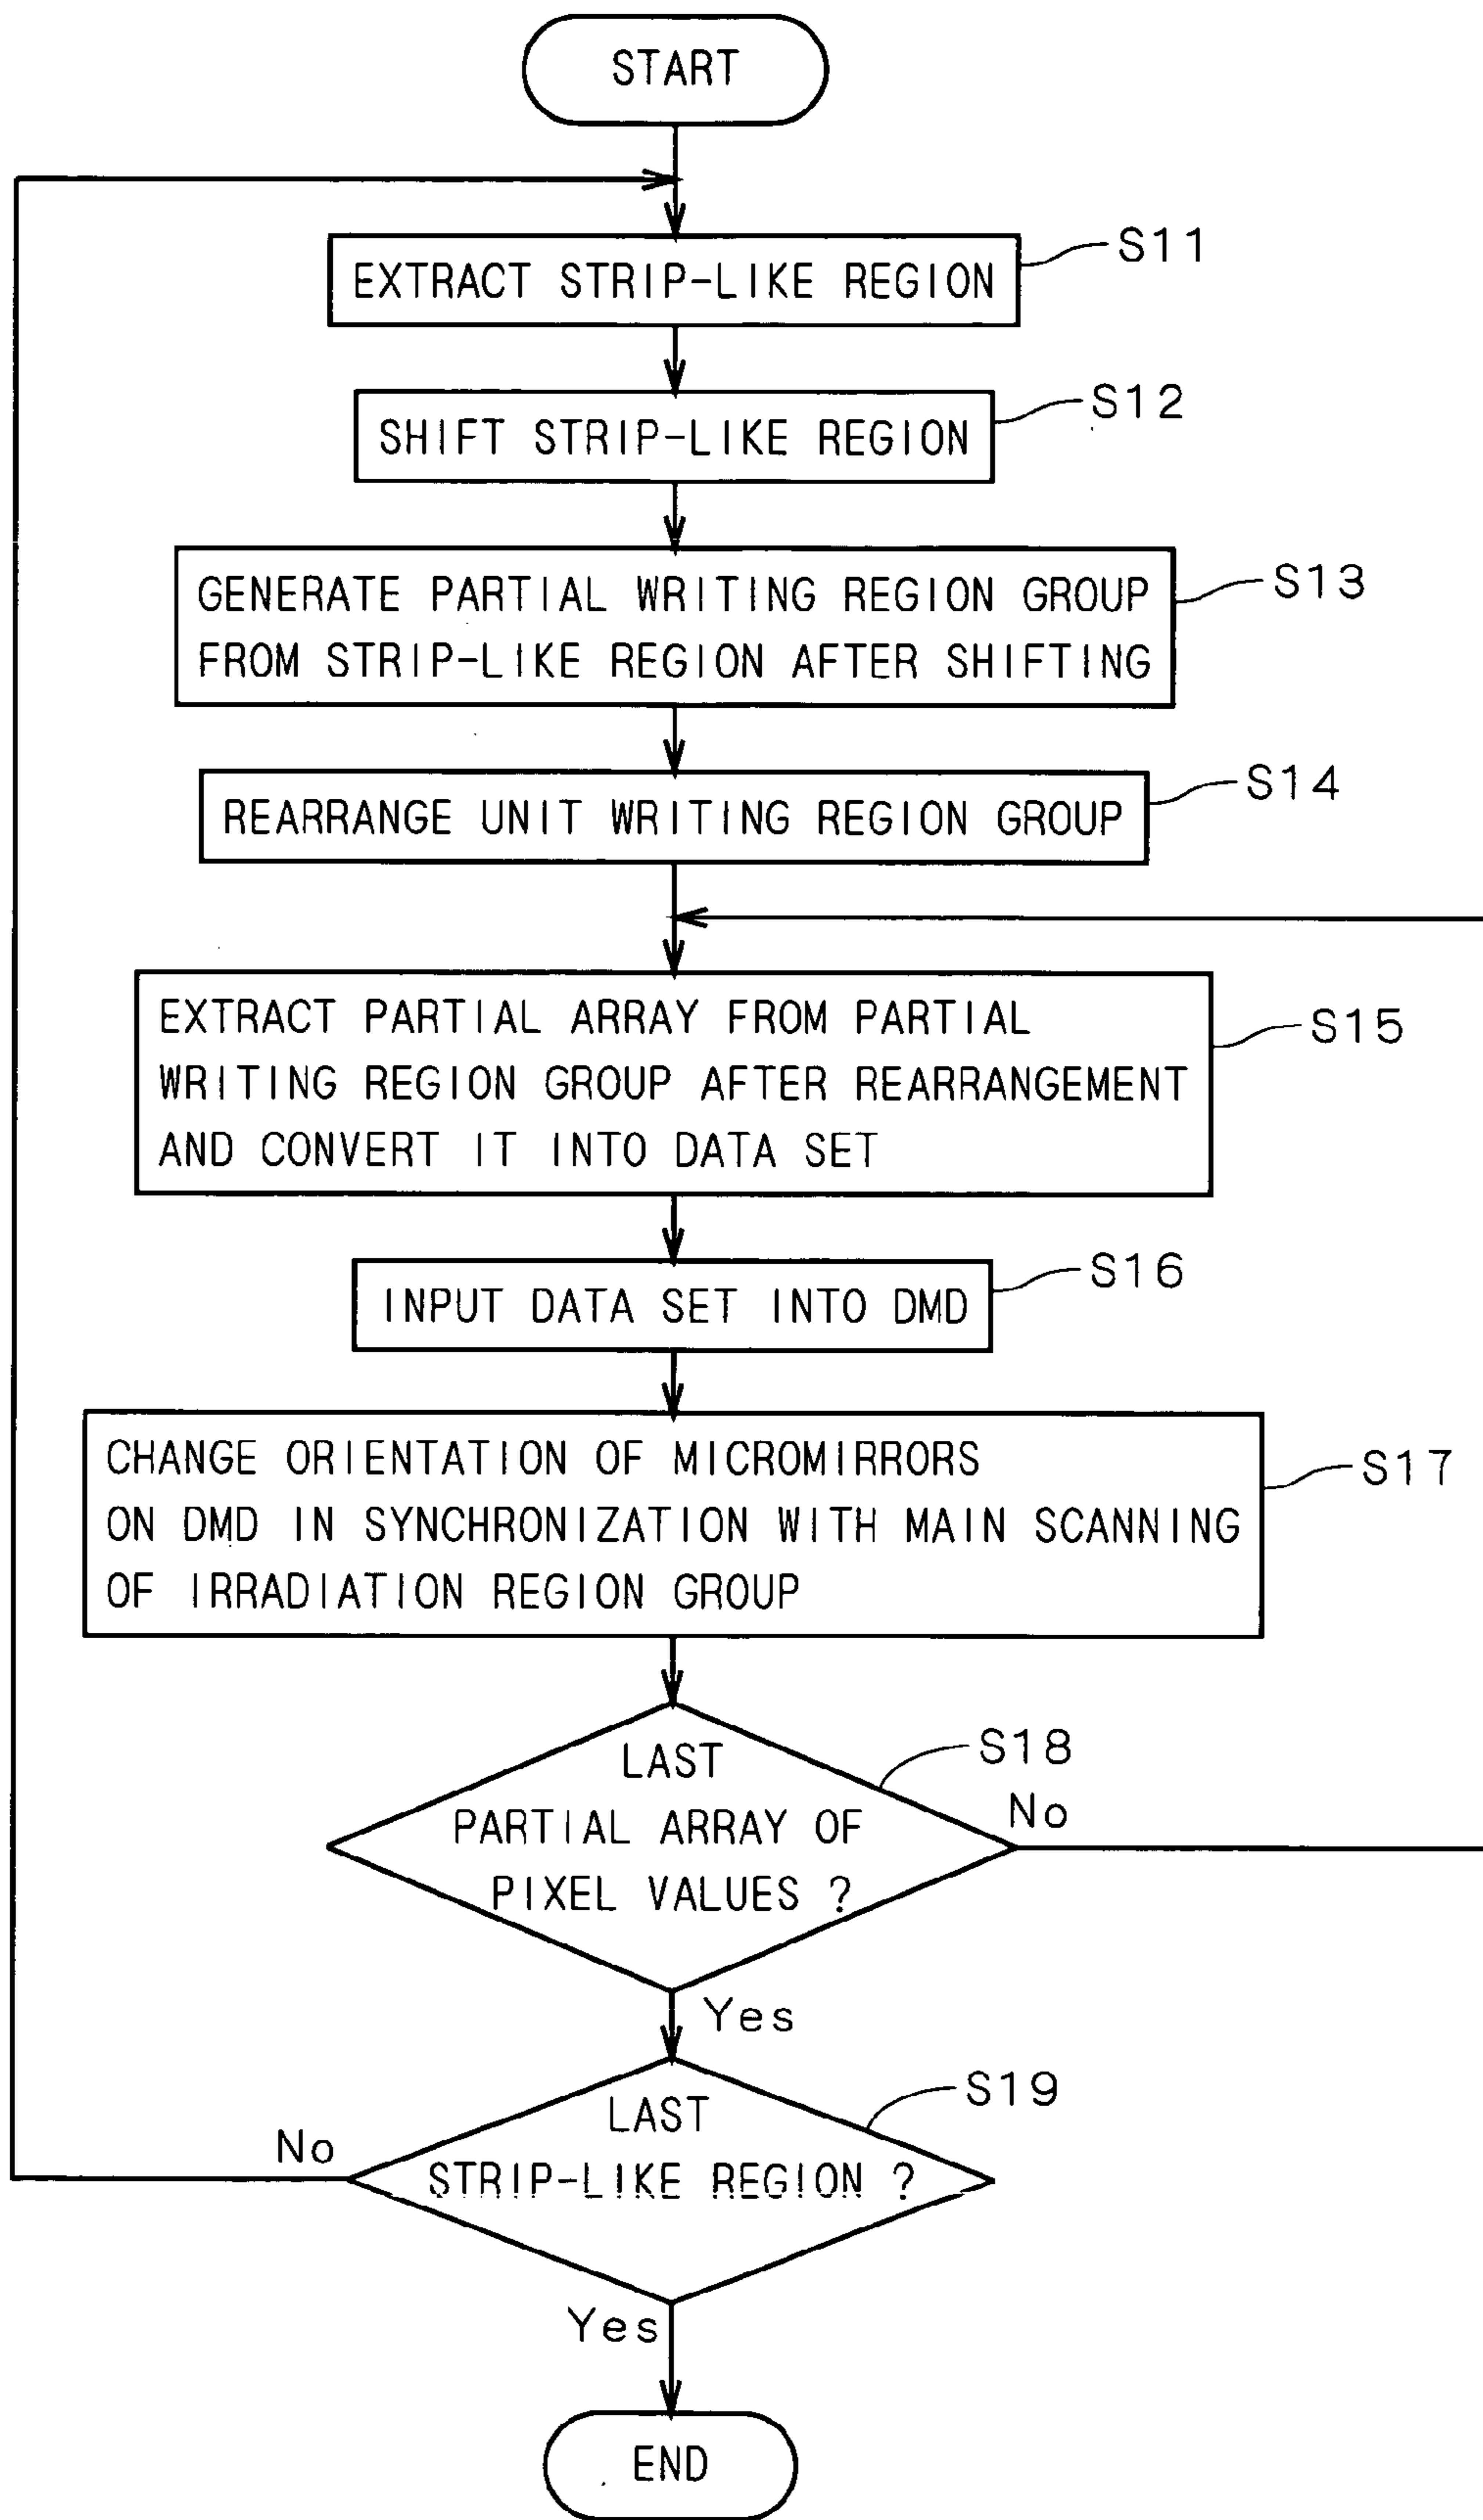 START
EXTRACT STRIP-LIKE REGION
S11
SHIFT STRIP-LIKE REGION
S12
GENERATE PARTIAL WRITING REGION GROUP
FROM STRIP-LIKE REGION AFTER SHIFTING
S13
REARRANGE UNIT WRITING REGION GROUP
S14
EXTRACT PARTIAL ARRAY FROM PARTIAL
WRITING REGION GROUP AFTER REARRANGEMENT
AND CONVERT IT INTO DATA SET
S15
INPUT DATA SET INTO DMD
S16
CHANGE ORIENTATION OF MICROMIRRORS
ON DMD IN SYNCHRONIZATION WITH MAIN SCANNING
OF IRRADIATION REGION GROUP
S17
LAST
PARTIAL ARRAY OF
PIXEL VALUES ?
S18
No
Yes
LAST
STRIP-LIKE REGION ?
S19
No
Yes
END